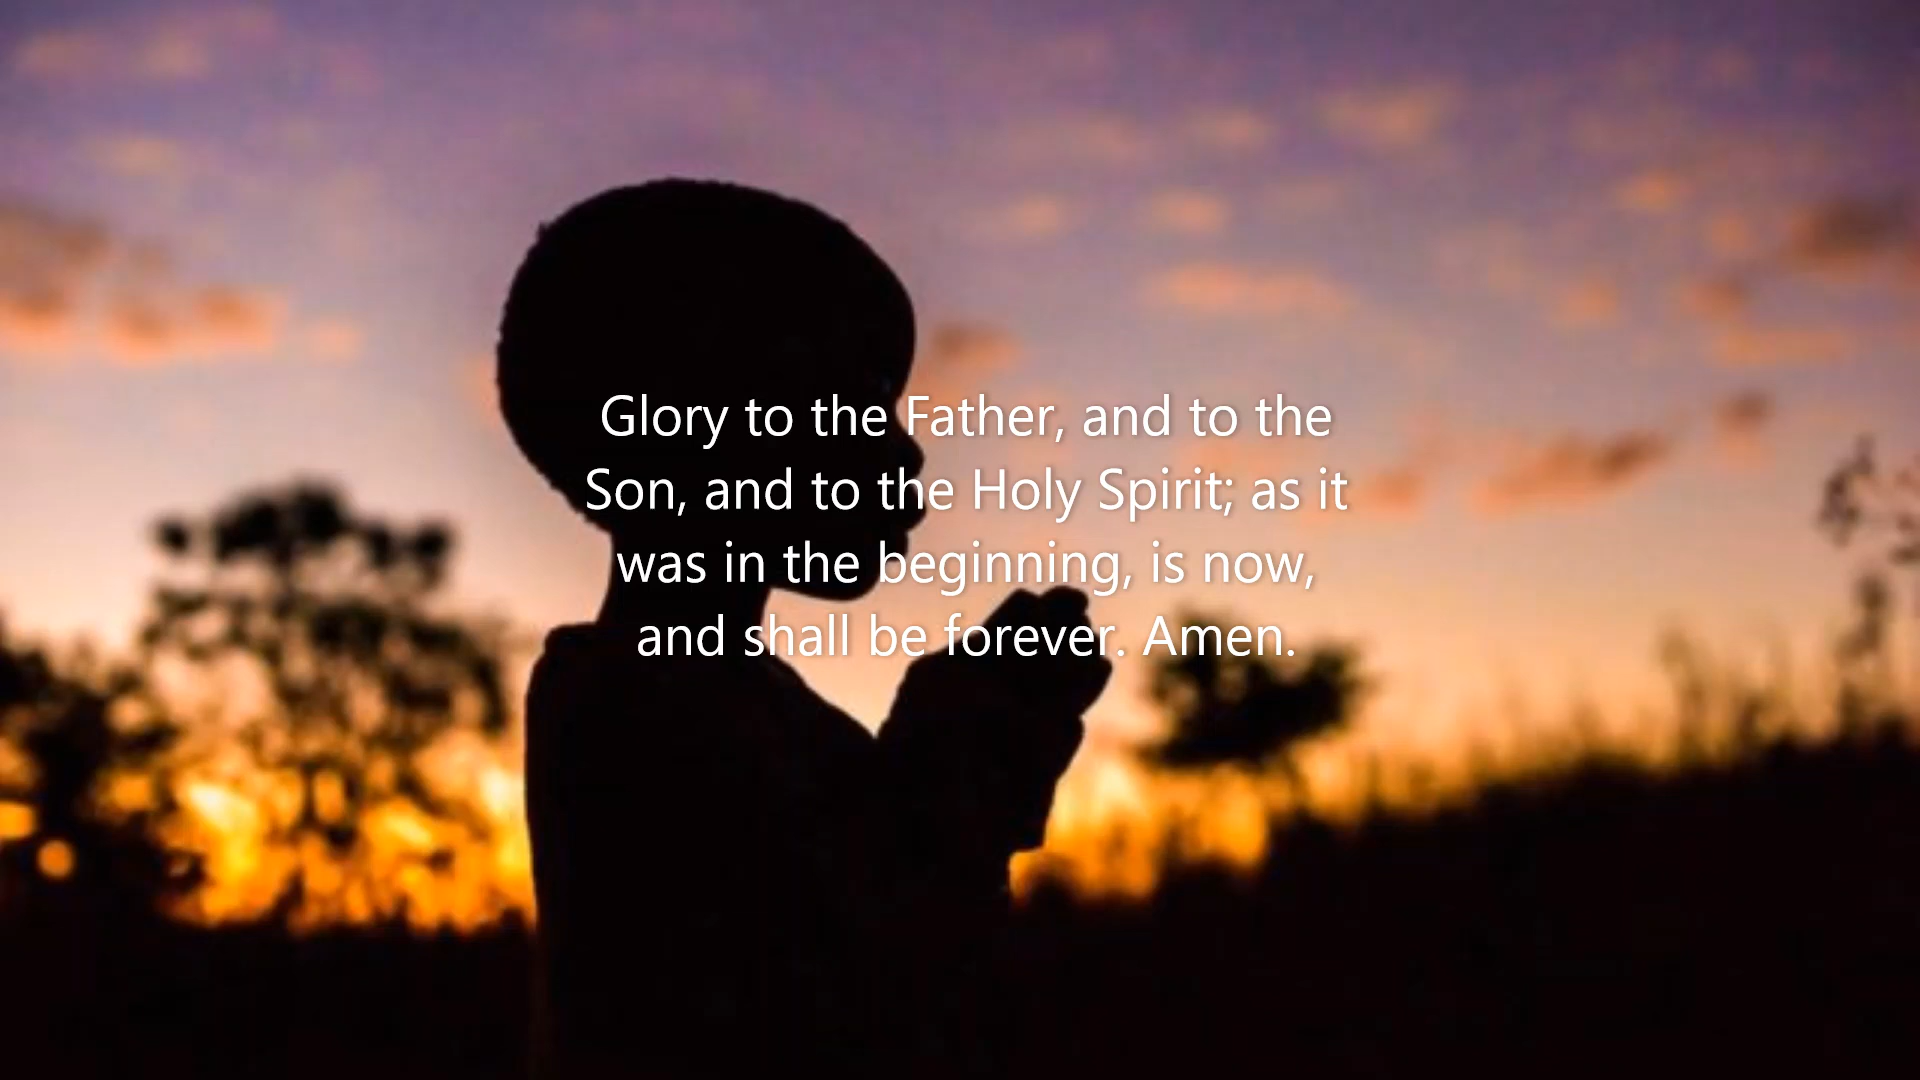 Glory to the Father, and to the
Son, and to the Holy Spirit; as it
was in the beginning, is now,
and shall be forever. Amen.